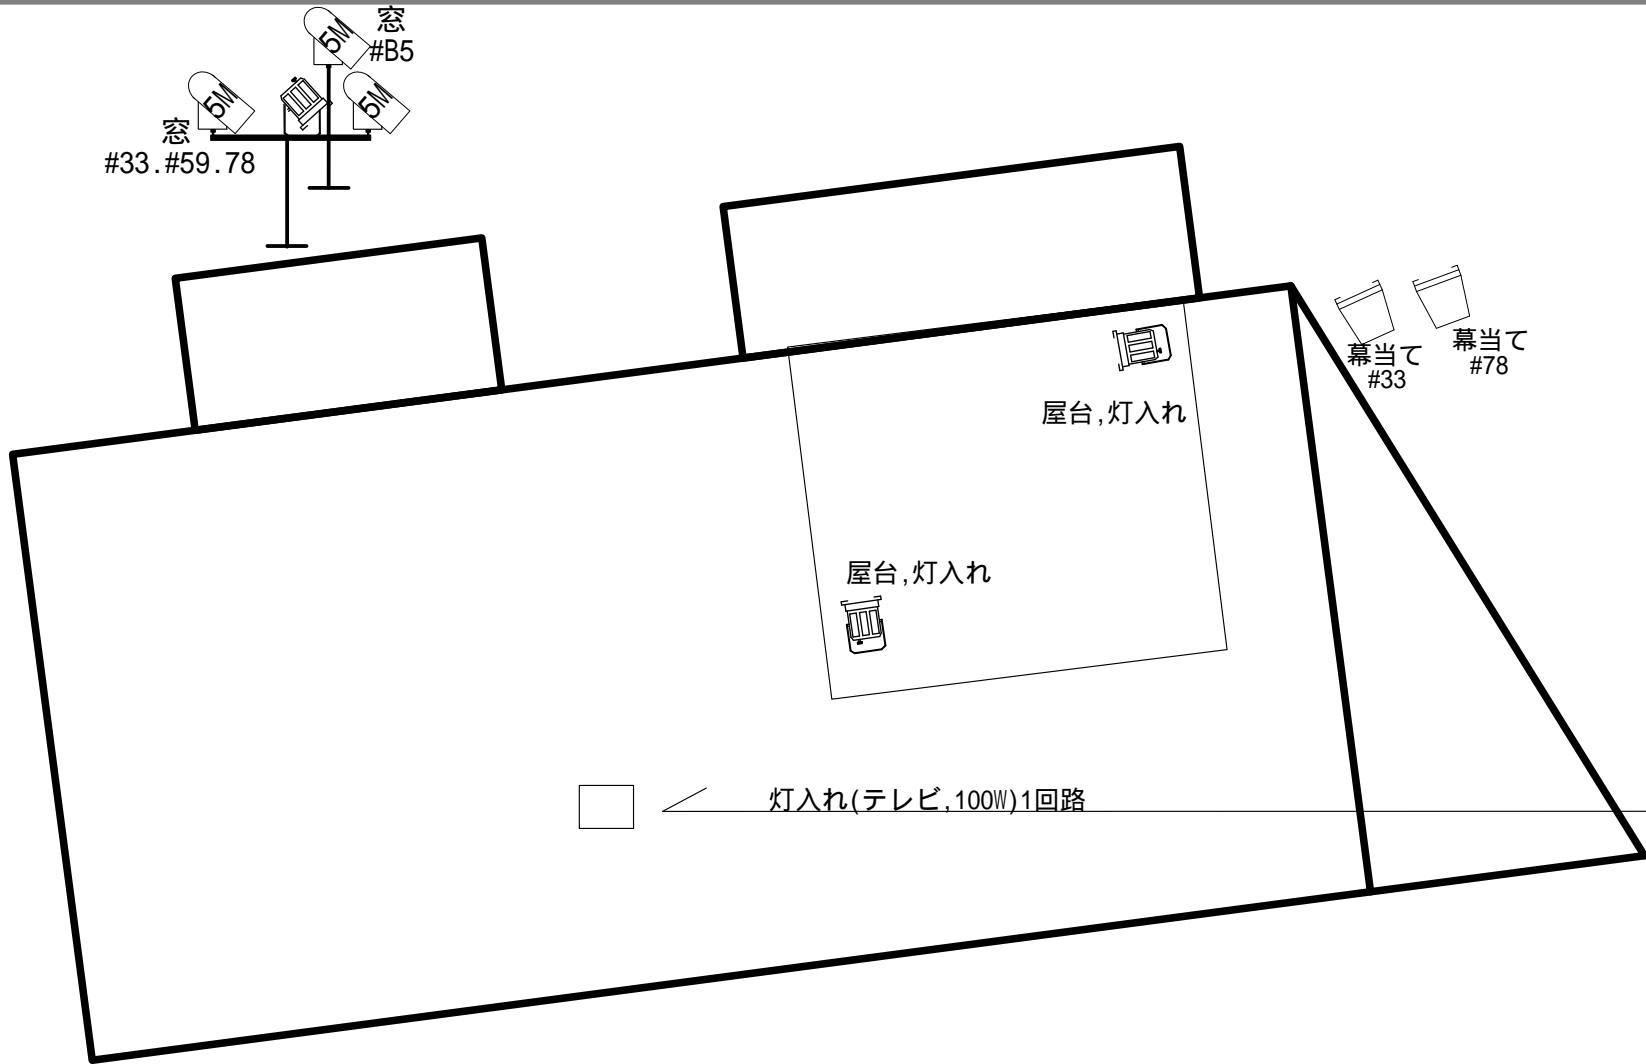 5M
窓
#B5
5M
5M
窓
#33.#59.78
幕当て
#33
幕当て
#78
屋台,灯入れ
屋台,灯入れ
灯入れ(テレビ,100W)1回路